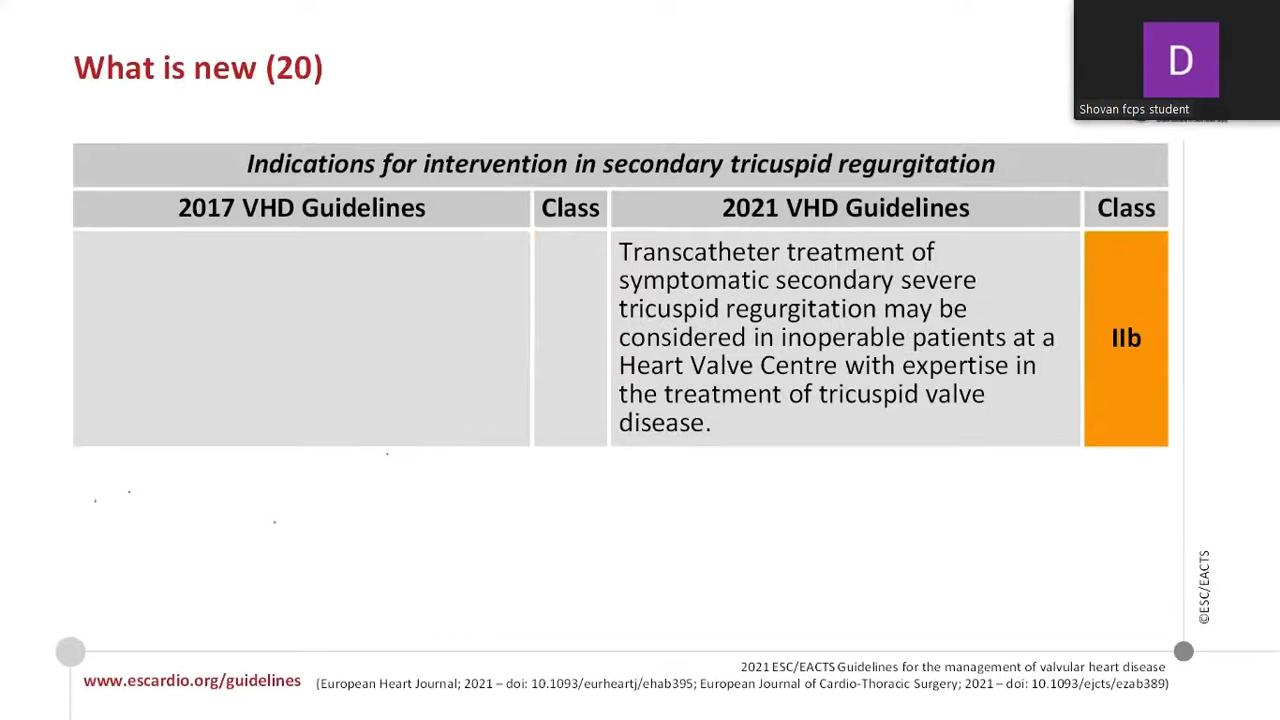 What is new (20)
D
Shovan fcps student
Indications for intervention in secondary tricuspid regurgitation
2017 VHD Guidelines Class 2021 VHD Guidelines Class
Transcatheter treatment of
symptomatic secondary severe
tricuspid regurgitation may be
considered in inoperable patients at a
Heart Valve Centre with expertise in
the treatment of tricuspid valve
disease.
IIb
©ESC/EACTS
www.escardio.org/guidelines
2021 ESC/EACTS Guidelines for the management of valvular heart disease
(European Heart Journal; 2021 – doi: 10.1093/eurheartj/ehab395; European Journal of Cardio-Thoracic Surgery; 2021 – doi: 10.1093/ejcts/ezab389)